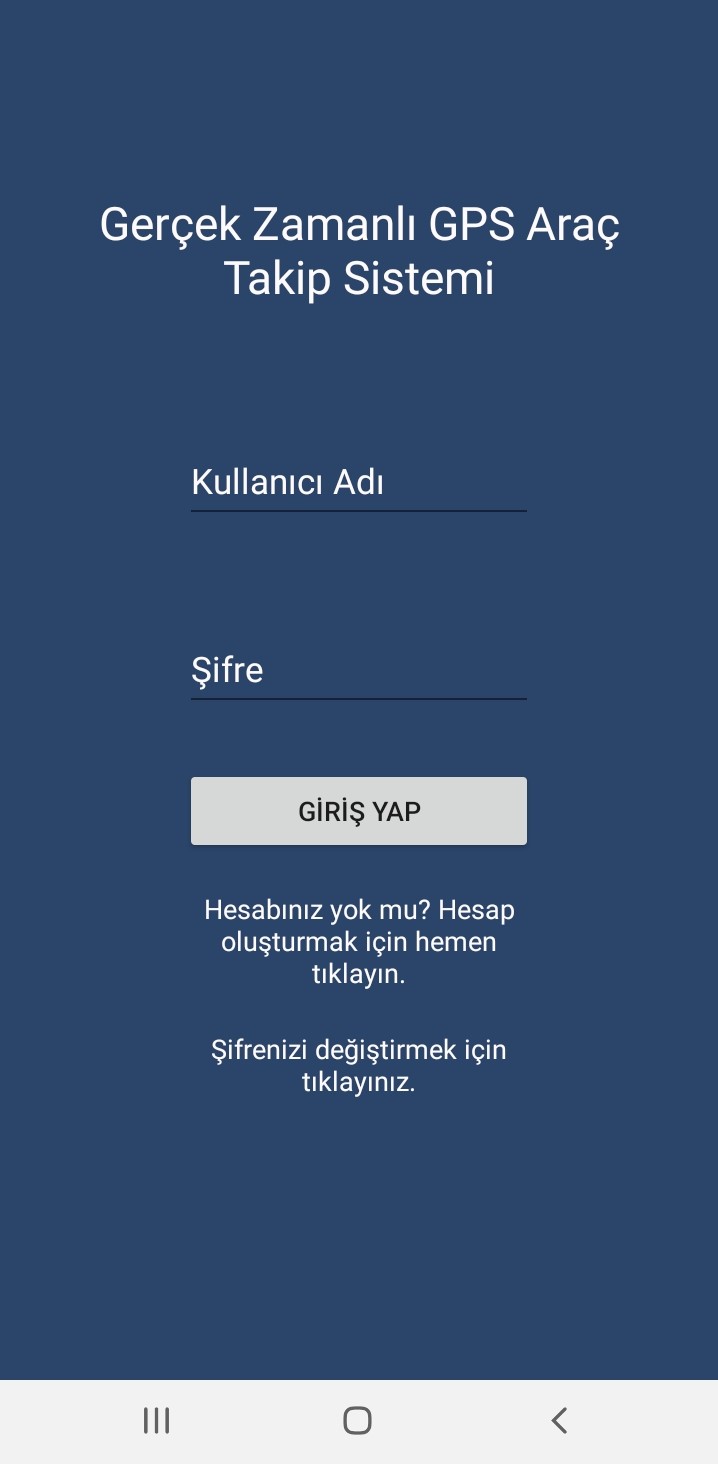 Gerçek Zamanlı GPS Araç
Takip Sistemi
Kullanıcı Adı
Şifre
GİRİŞ YAP
Hesabınız yok mu? Hesap
oluşturmak için hemen
tıklayın.
Şifrenizi değiştirmek için
tıklayınız.